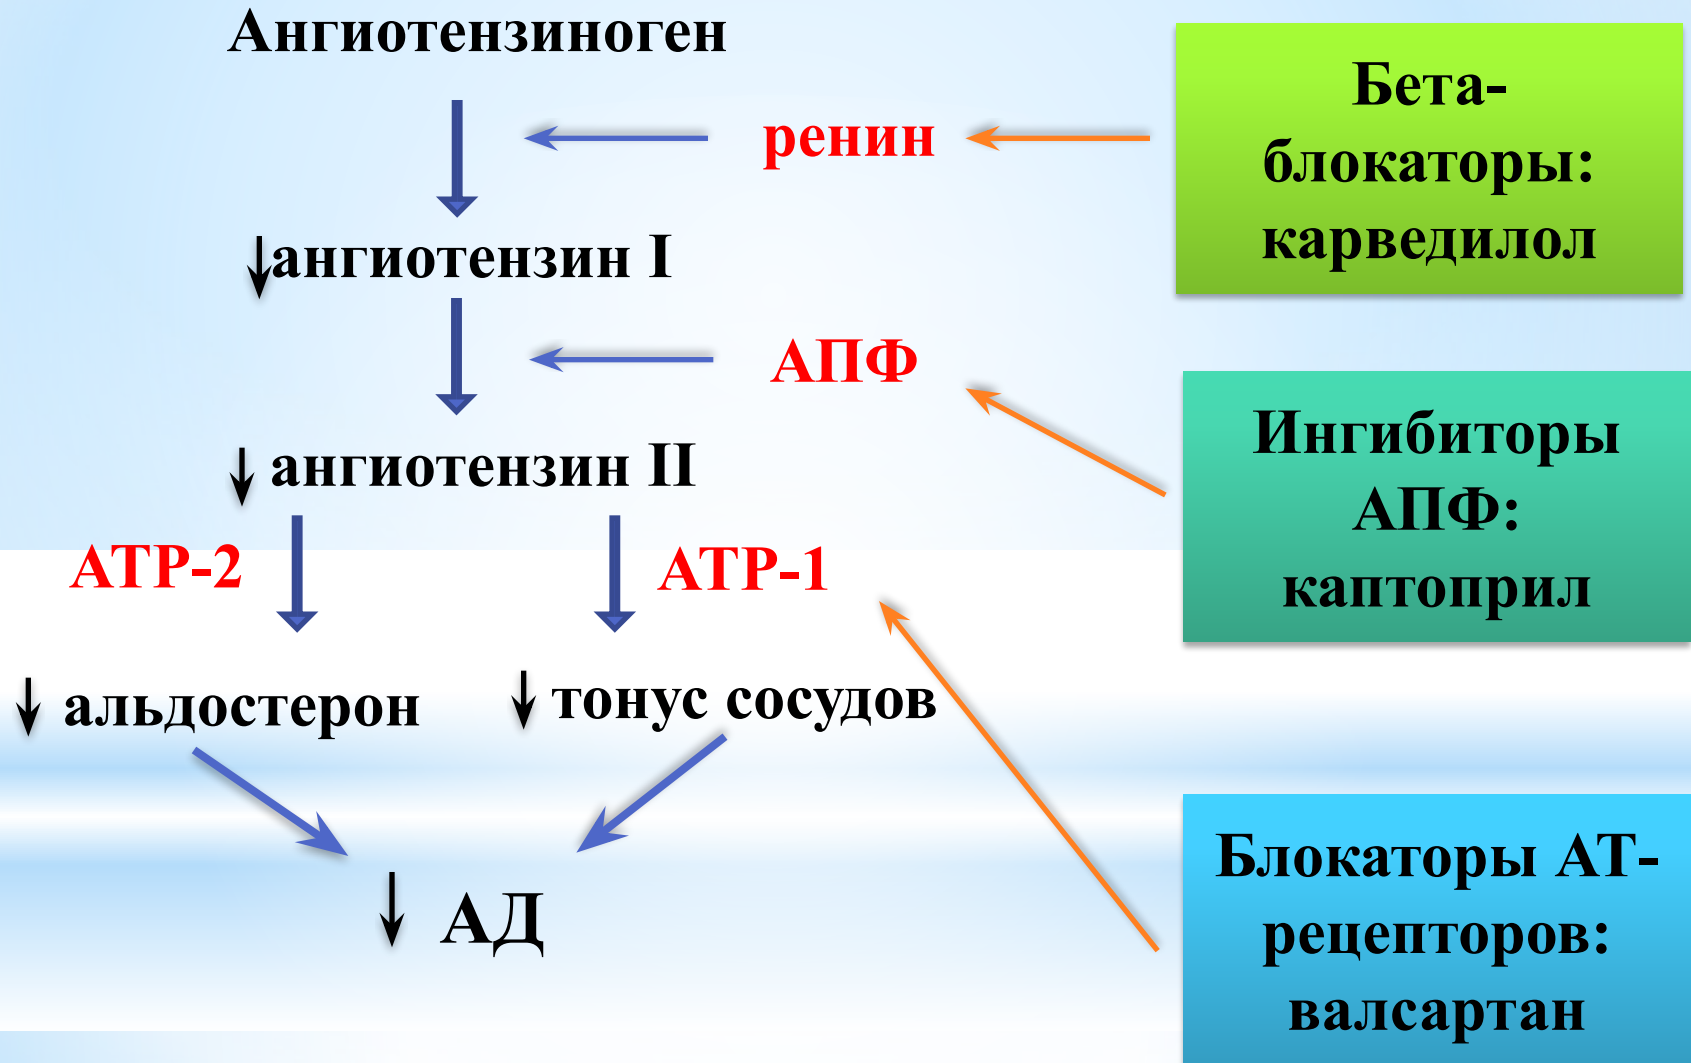 Ангиотензиноген
ренин
ангиотензин I
АПФ
ангиотензин II
АТР-2
АТР-1
альдостерон
тонус сосудов
АД
Бета-
блокаторы:
карведилол
Ингибиторы
АПФ:
каптоприл
Блокаторы АТ-
рецепторов:
валсартан